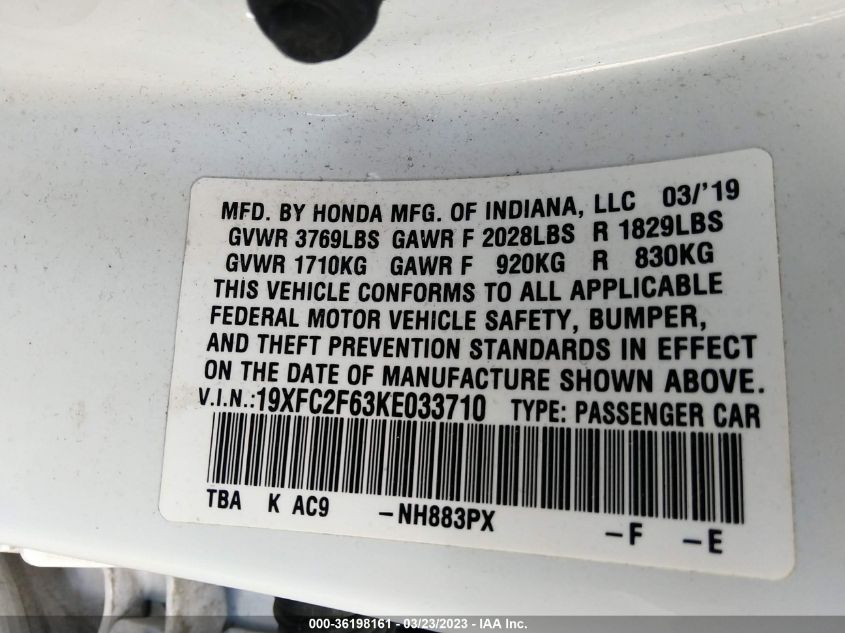 MFD. BY HONDA MFG. OF INDIANA, LLC 03/'19
GVWR 3769LBS GAWR F 2028LBS R 1829LBS
GVWR 1710KG GAWR F 920KG R 830KG
THIS VEHICLE CONFORMS TO ALL APPLICABLE
FEDERAL MOTOR VEHICLE SAFETY, BUMPER,
AND THEFT PREVENTION STANDARDS IN EFFECT
ON THE DATE OF MANUFACTURE SHOWN ABOVE.
V.I.N.:19XFC2F63KE033710 TYPE: PASSENGER CAR
TBA K AC9 -NH883PX -F -E
000-36198161 - 03/23/2023 - IAA Inc.